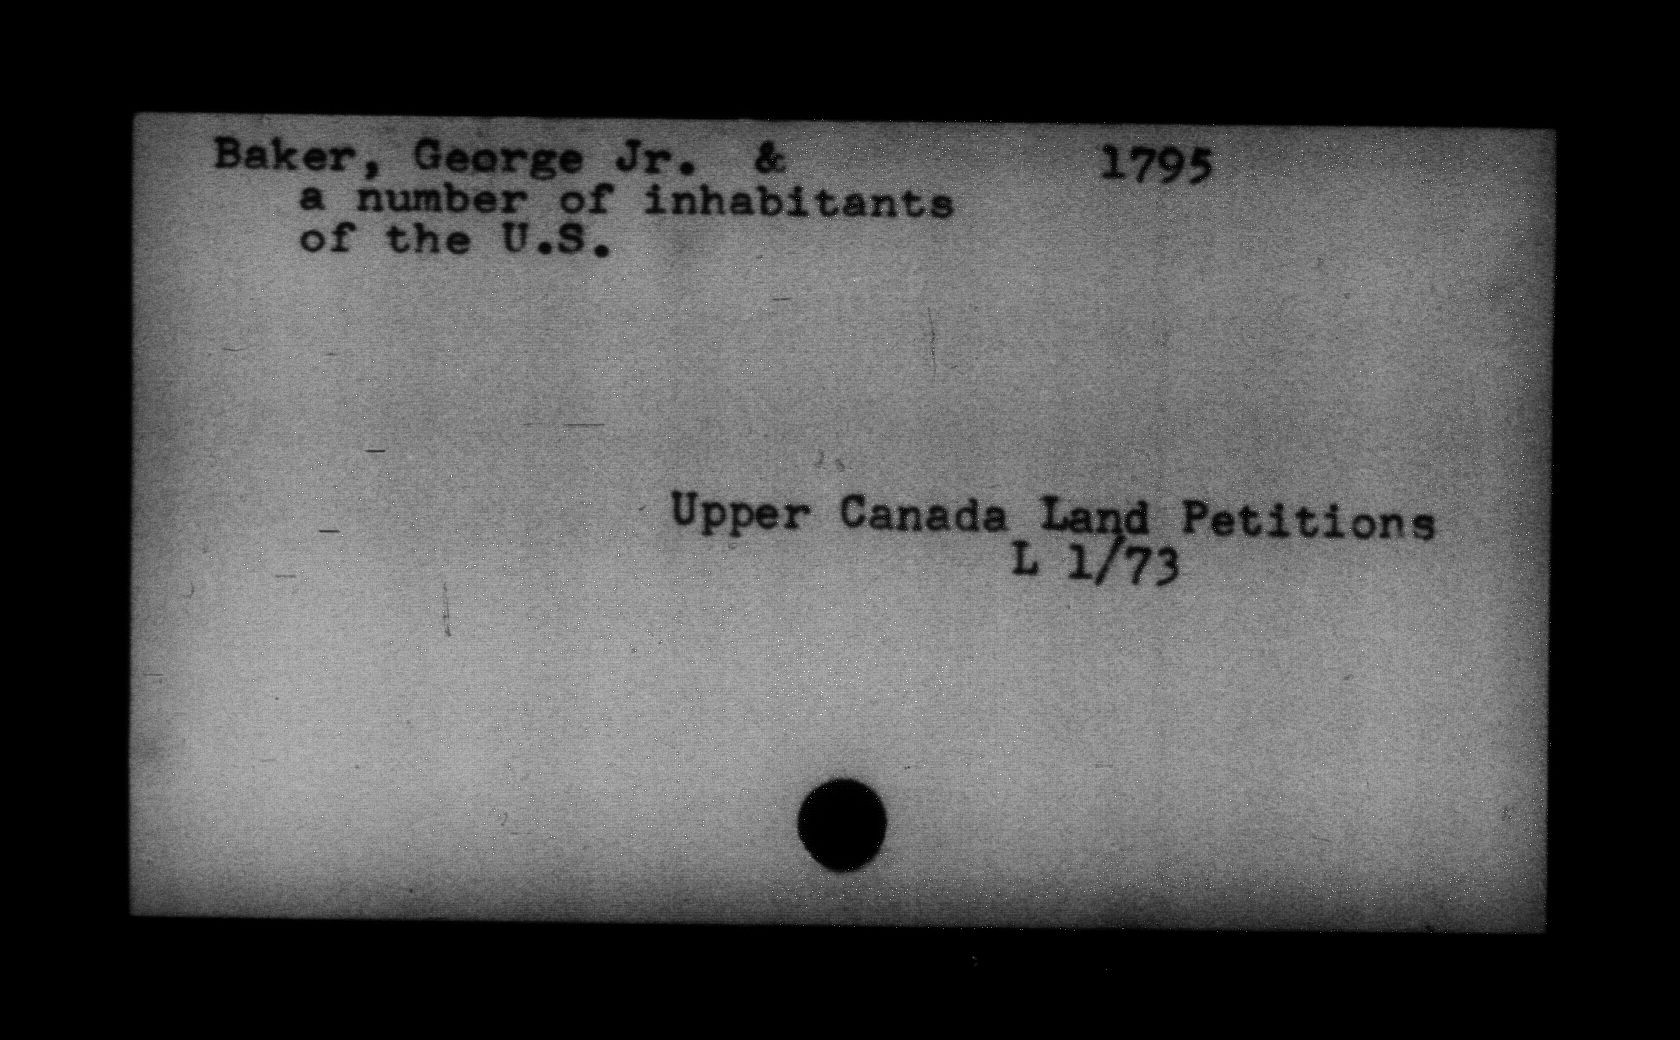 Baker, George Jr. & 1795
a number of inhabitants
of the U.S.
Upper Canada Land Petitions
L 1/73